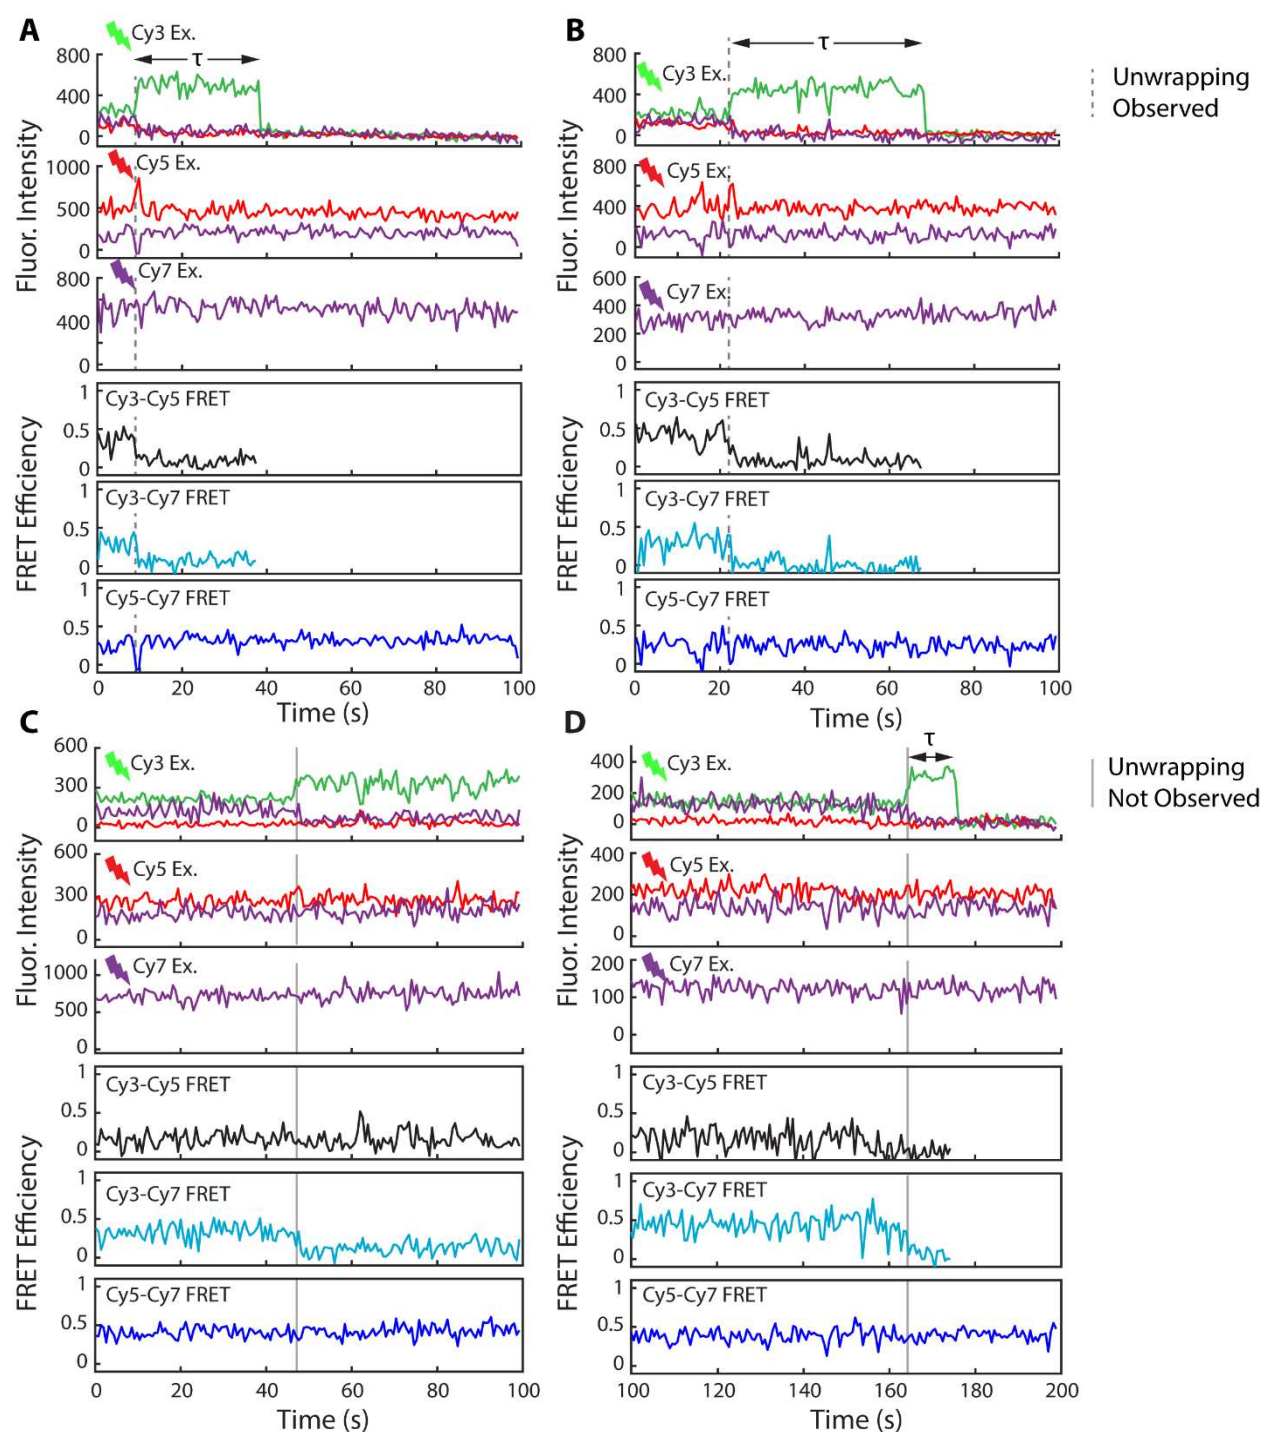 A
Cy3 Ex.
τ
800
400
0
Cy5 Ex.
1000
500
0
Cy7 Ex.
800
400
0
Fluor. Intensity
Cy3-Cy5 FRET
1
0.5
0
Cy3-Cy7 FRET
1
0.5
0
Cy5-Cy7 FRET
1
0.5
0
FRET Efficiency
0 20 40 60 80 100
Time (s)
B
Cy3 Ex.
τ
800
400
0
Cy5 Ex.
800
400
0
Cy7 Ex.
600
400
200
0
Fluor. Intensity
Cy3-Cy5 FRET
1
0.5
0
Cy3-Cy7 FRET
1
0.5
0
Cy5-Cy7 FRET
1
0.5
0
FRET Efficiency
0 20 40 60 80 100
Time (s)
Unwrapping
Observed
C
Cy3 Ex.
600
300
0
Cy5 Ex.
600
300
0
Cy7 Ex.
1000
500
0
Fluor. Intensity
Fluor. Intensity
Cy3-Cy5 FRET
1
0.5
0
Cy3-Cy7 FRET
1
0.5
0
Cy5-Cy7 FRET
1
0.5
0
FRET Efficiency
0 20 40 60 80 100
Time (s)
D
Cy3 Ex.
τ
400
200
0
Cy5 Ex.
400
200
0
Cy7 Ex.
200
100
0
Fluor. Intensity
Fluor. Intensity
Cy3-Cy5 FRET
1
0.5
0
Cy3-Cy7 FRET
1
0.5
0
Cy5-Cy7 FRET
1
0.5
0
FRET Efficiency
100 120 140 160 180 200
Time (s)
Unwrapping
Not Observed